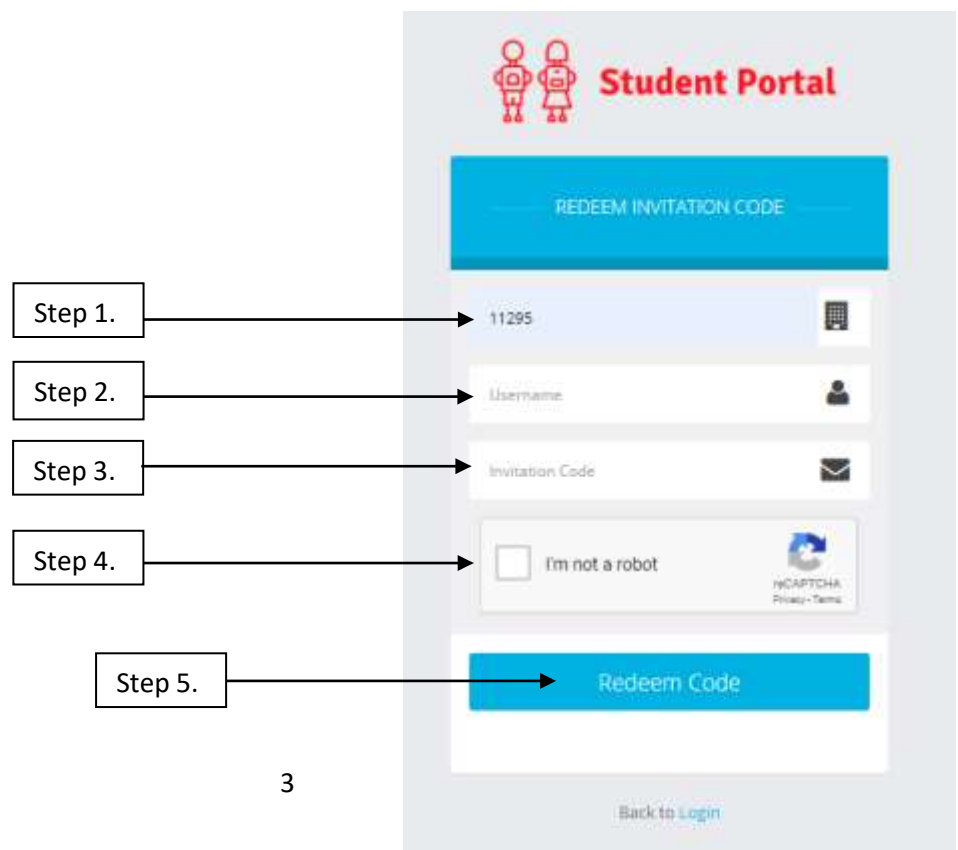 Student Portal
REDEEM INVITATION CODE
Step 1.
11295
Step 2.
Username
Step 3.
Invitation Code
Step 4.
I'm not a robot
reCAPTCHA
Privacy - Terms
Step 5.
Redeem Code
3
Back to Login